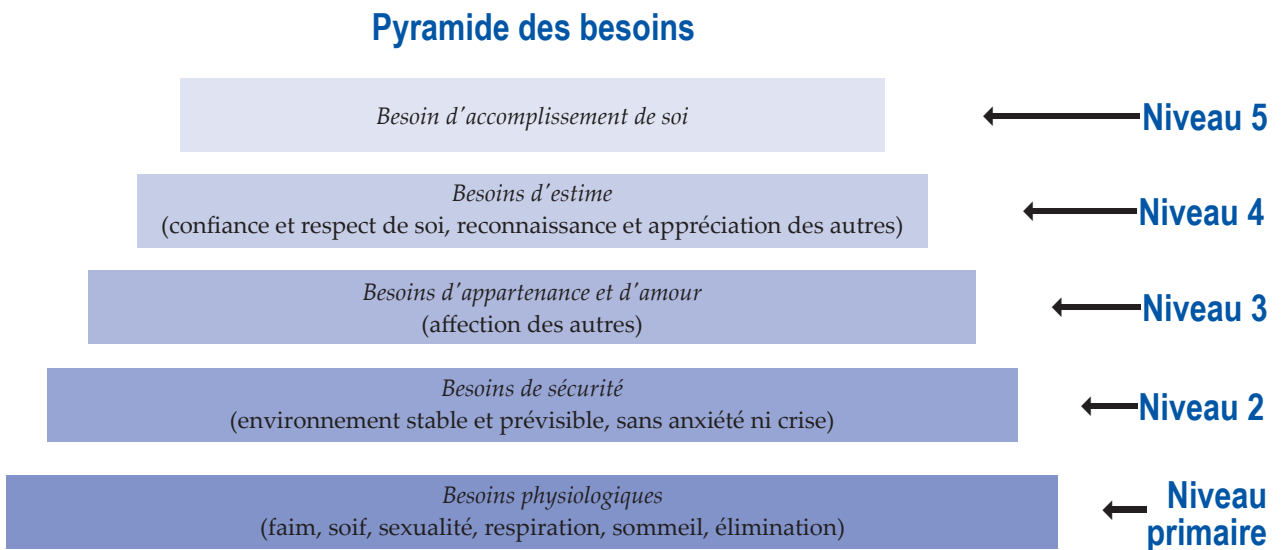 Pyramide des besoins
Besoin d'accomplissement de soi
Niveau 5
Besoins d'estime
(confiance et respect de soi, reconnaissance et appréciation des autres)
Niveau 4
Besoins d'appartenance et d'amour
(affection des autres)
Niveau 3
Besoins de sécurité
(environnement stable et prévisible, sans anxiété ni crise)
Niveau 2
Besoins physiologiques
(faim, soif, sexualité, respiration, sommeil, élimination)
Niveau
primaire